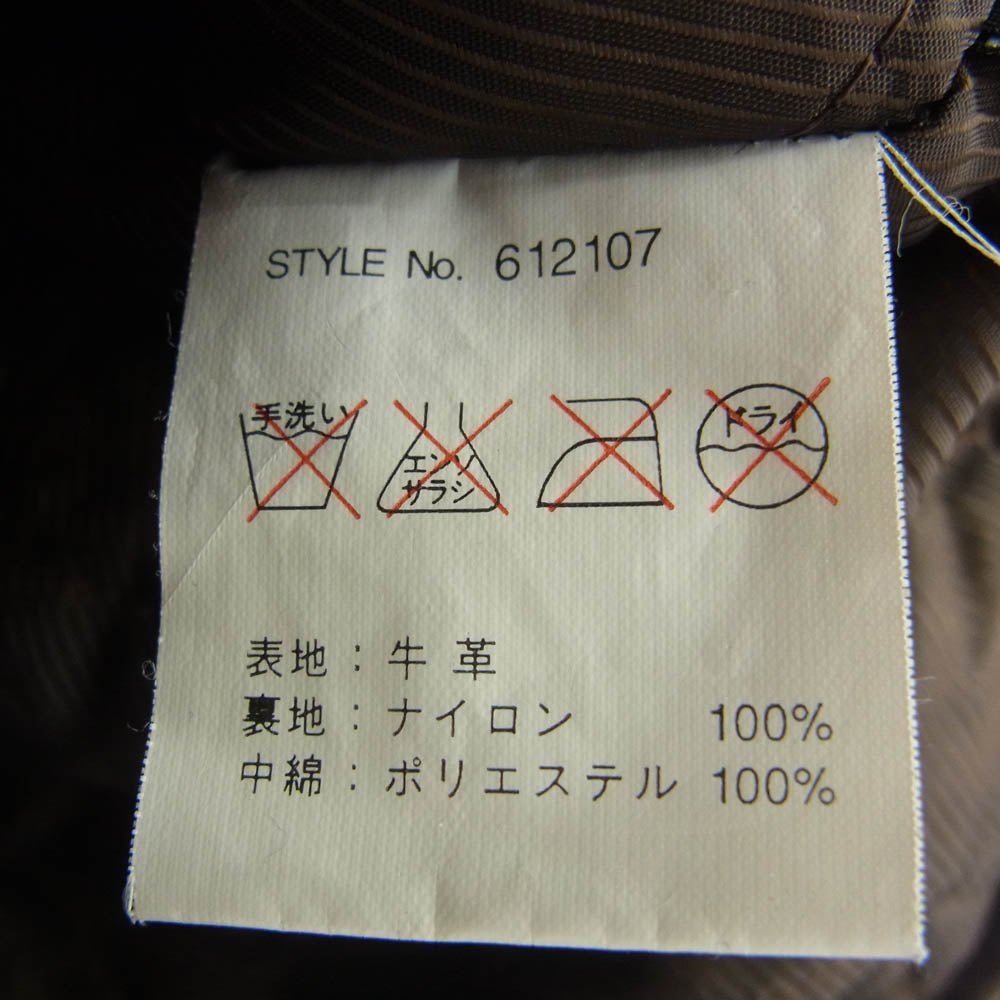 STYLE No. 612107
手洗い
エンソ
サラシ
ドライ
表地：牛革
裏地：ナイロン 100%
中綿：ポリエステル 100%